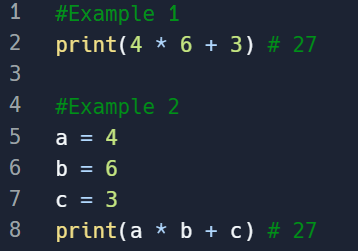 1 #Example 1
2 print(4 * 6 + 3) # 27
3
4 #Example 2
5 a = 4
6 b = 6
7 c = 3
8 print(a * b + c) # 27